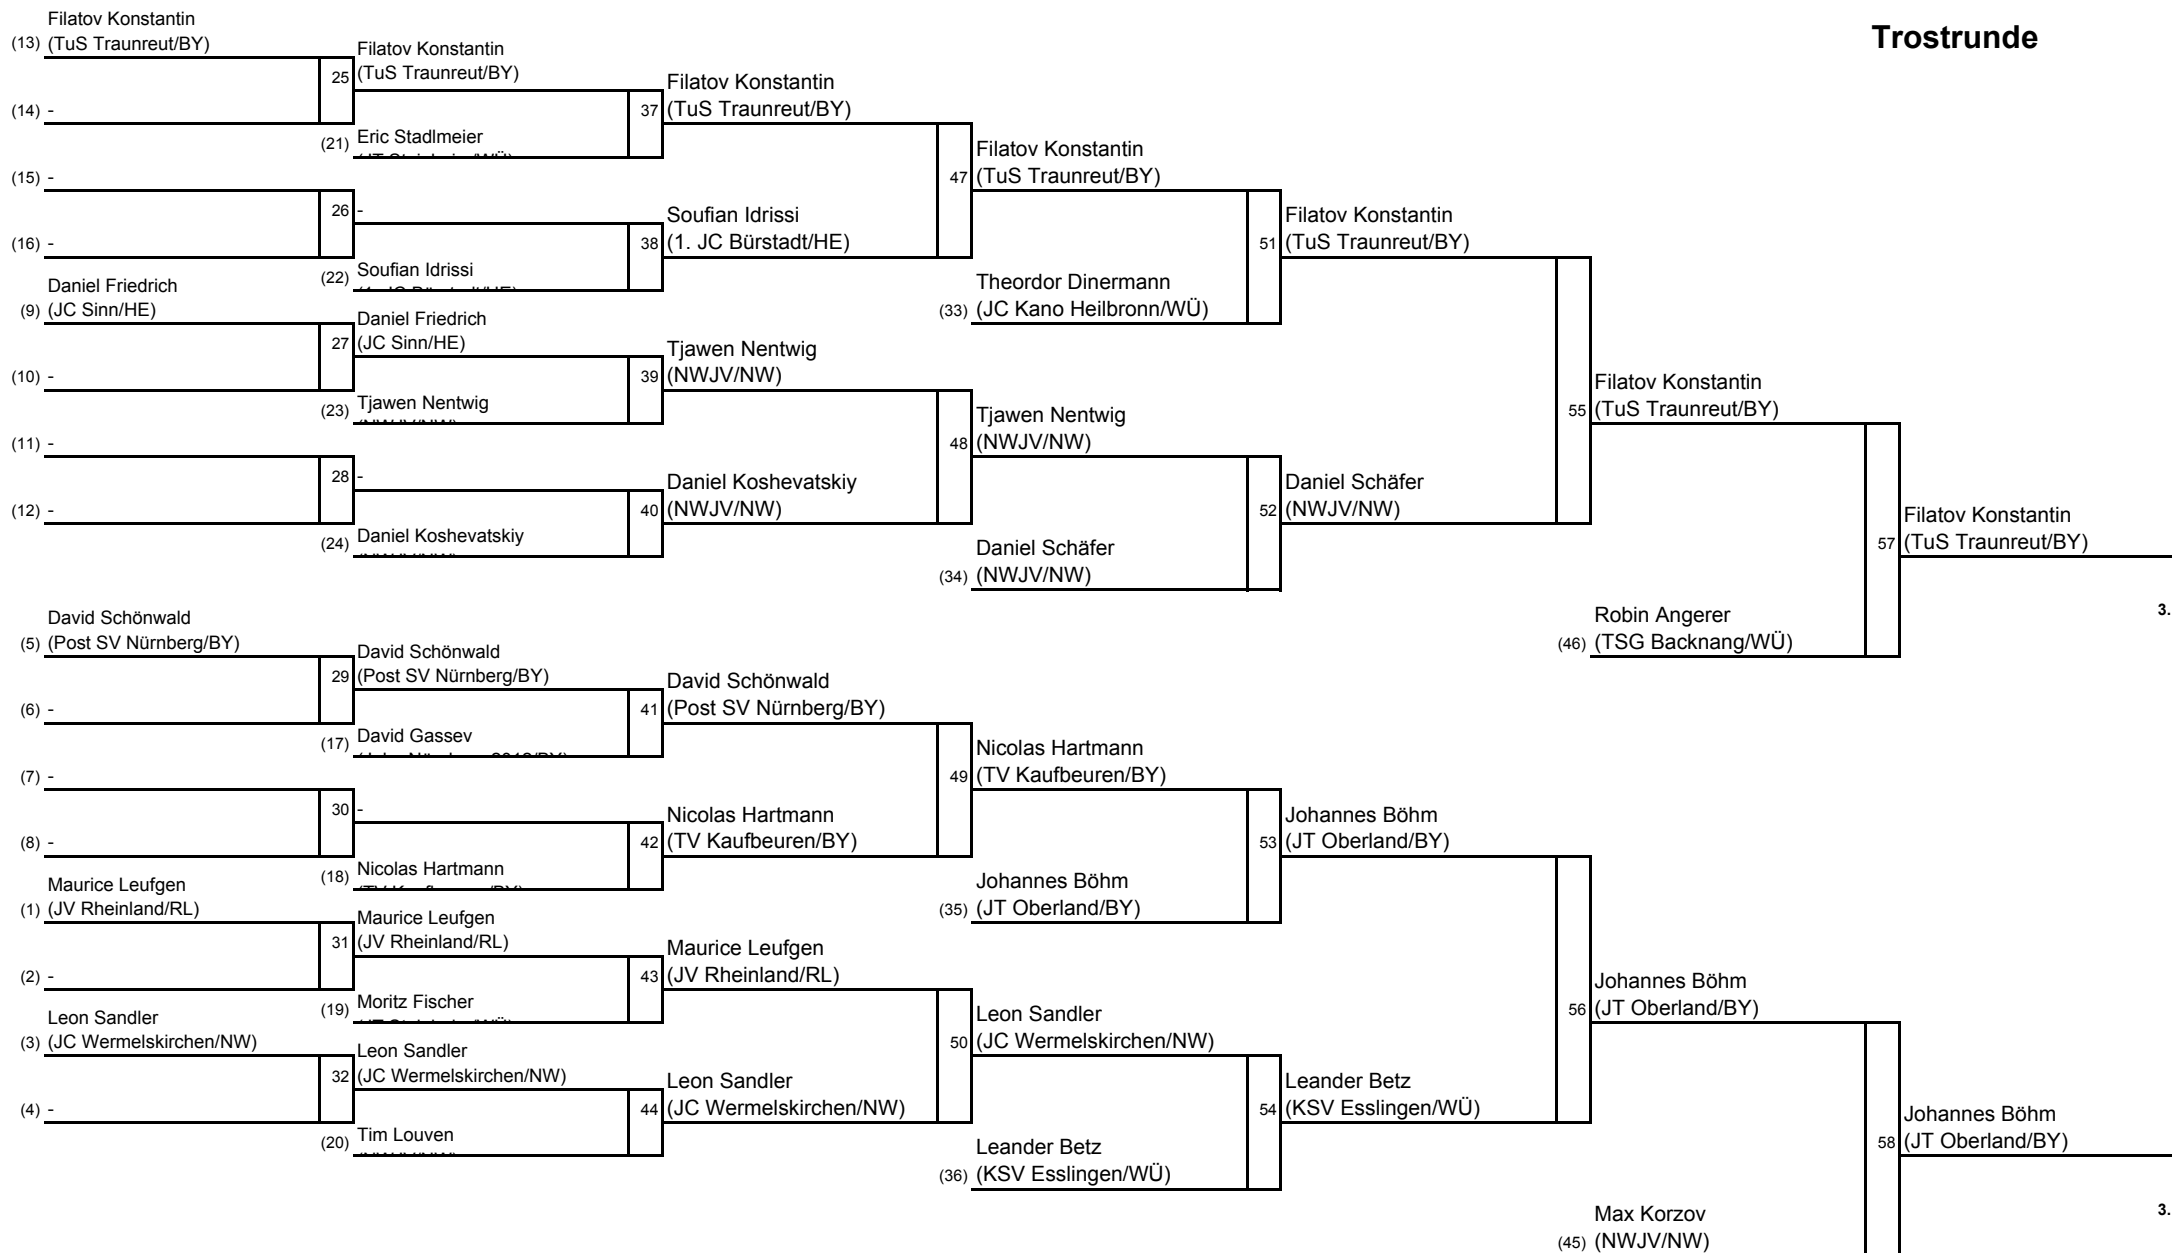 Trostrunde
Filatov Konstantin
(13) (TuS Traunreut/BY)
(14) -
(15) -
(16) -
Daniel Friedrich
(9) (JC Sinn/HE)
(10) -
(11) -
(12) -
David Schönwald
(5) (Post SV Nürnberg/BY)
(6) -
(7) -
(8) -
Maurice Leufgen
(1) (JV Rheinland/RL)
(2) -
Leon Sandler
(3) (JC Wermelskirchen/NW)
(4) -
Filatov Konstantin
25 (TuS Traunreut/BY)
(21) Eric Stadlmeier
26 -
(22) Soufian Idrissi
Daniel Friedrich
27 (JC Sinn/HE)
(23) Tjawen Nentwig
28 -
(24) Daniel Koshevatskiy
David Schönwald
29 (Post SV Nürnberg/BY)
(17) David Gassev
30 -
(18) Nicolas Hartmann
Maurice Leufgen
31 (JV Rheinland/RL)
(19) Moritz Fischer
Leon Sandler
32 (JC Wermelskirchen/NW)
(20) Tim Louven
Filatov Konstantin
37 (TuS Traunreut/BY)
Soufian Idrissi
38 (1. JC Bürstadt/HE)
Tjawen Nentwig
39 (NWJV/NW)
Daniel Koshevatskiy
40 (NWJV/NW)
David Schönwald
41 (Post SV Nürnberg/BY)
Nicolas Hartmann
42 (TV Kaufbeuren/BY)
Maurice Leufgen
43 (JV Rheinland/RL)
Leon Sandler
44 (JC Wermelskirchen/NW)
Filatov Konstantin
47 (TuS Traunreut/BY)
Theordor Dinermann
(33) (JC Kano Heilbronn/WÜ)
Tjawen Nentwig
48 (NWJV/NW)
Daniel Schäfer
(34) (NWJV/NW)
Nicolas Hartmann
49 (TV Kaufbeuren/BY)
Johannes Böhm
(35) (JT Oberland/BY)
Leon Sandler
50 (JC Wermelskirchen/NW)
Leander Betz
(36) (KSV Esslingen/WÜ)
Filatov Konstantin
51 (TuS Traunreut/BY)
Daniel Schäfer
52 (NWJV/NW)
Johannes Böhm
53 (JT Oberland/BY)
Leander Betz
54 (KSV Esslingen/WÜ)
Filatov Konstantin
55 (TuS Traunreut/BY)
Robin Angerer
(46) (TSG Backnang/WÜ)
Johannes Böhm
56 (JT Oberland/BY)
Max Korzov
(45) (NWJV/NW)
Filatov Konstantin
57 (TuS Traunreut/BY)
3.
Johannes Böhm
58 (JT Oberland/BY)
3.